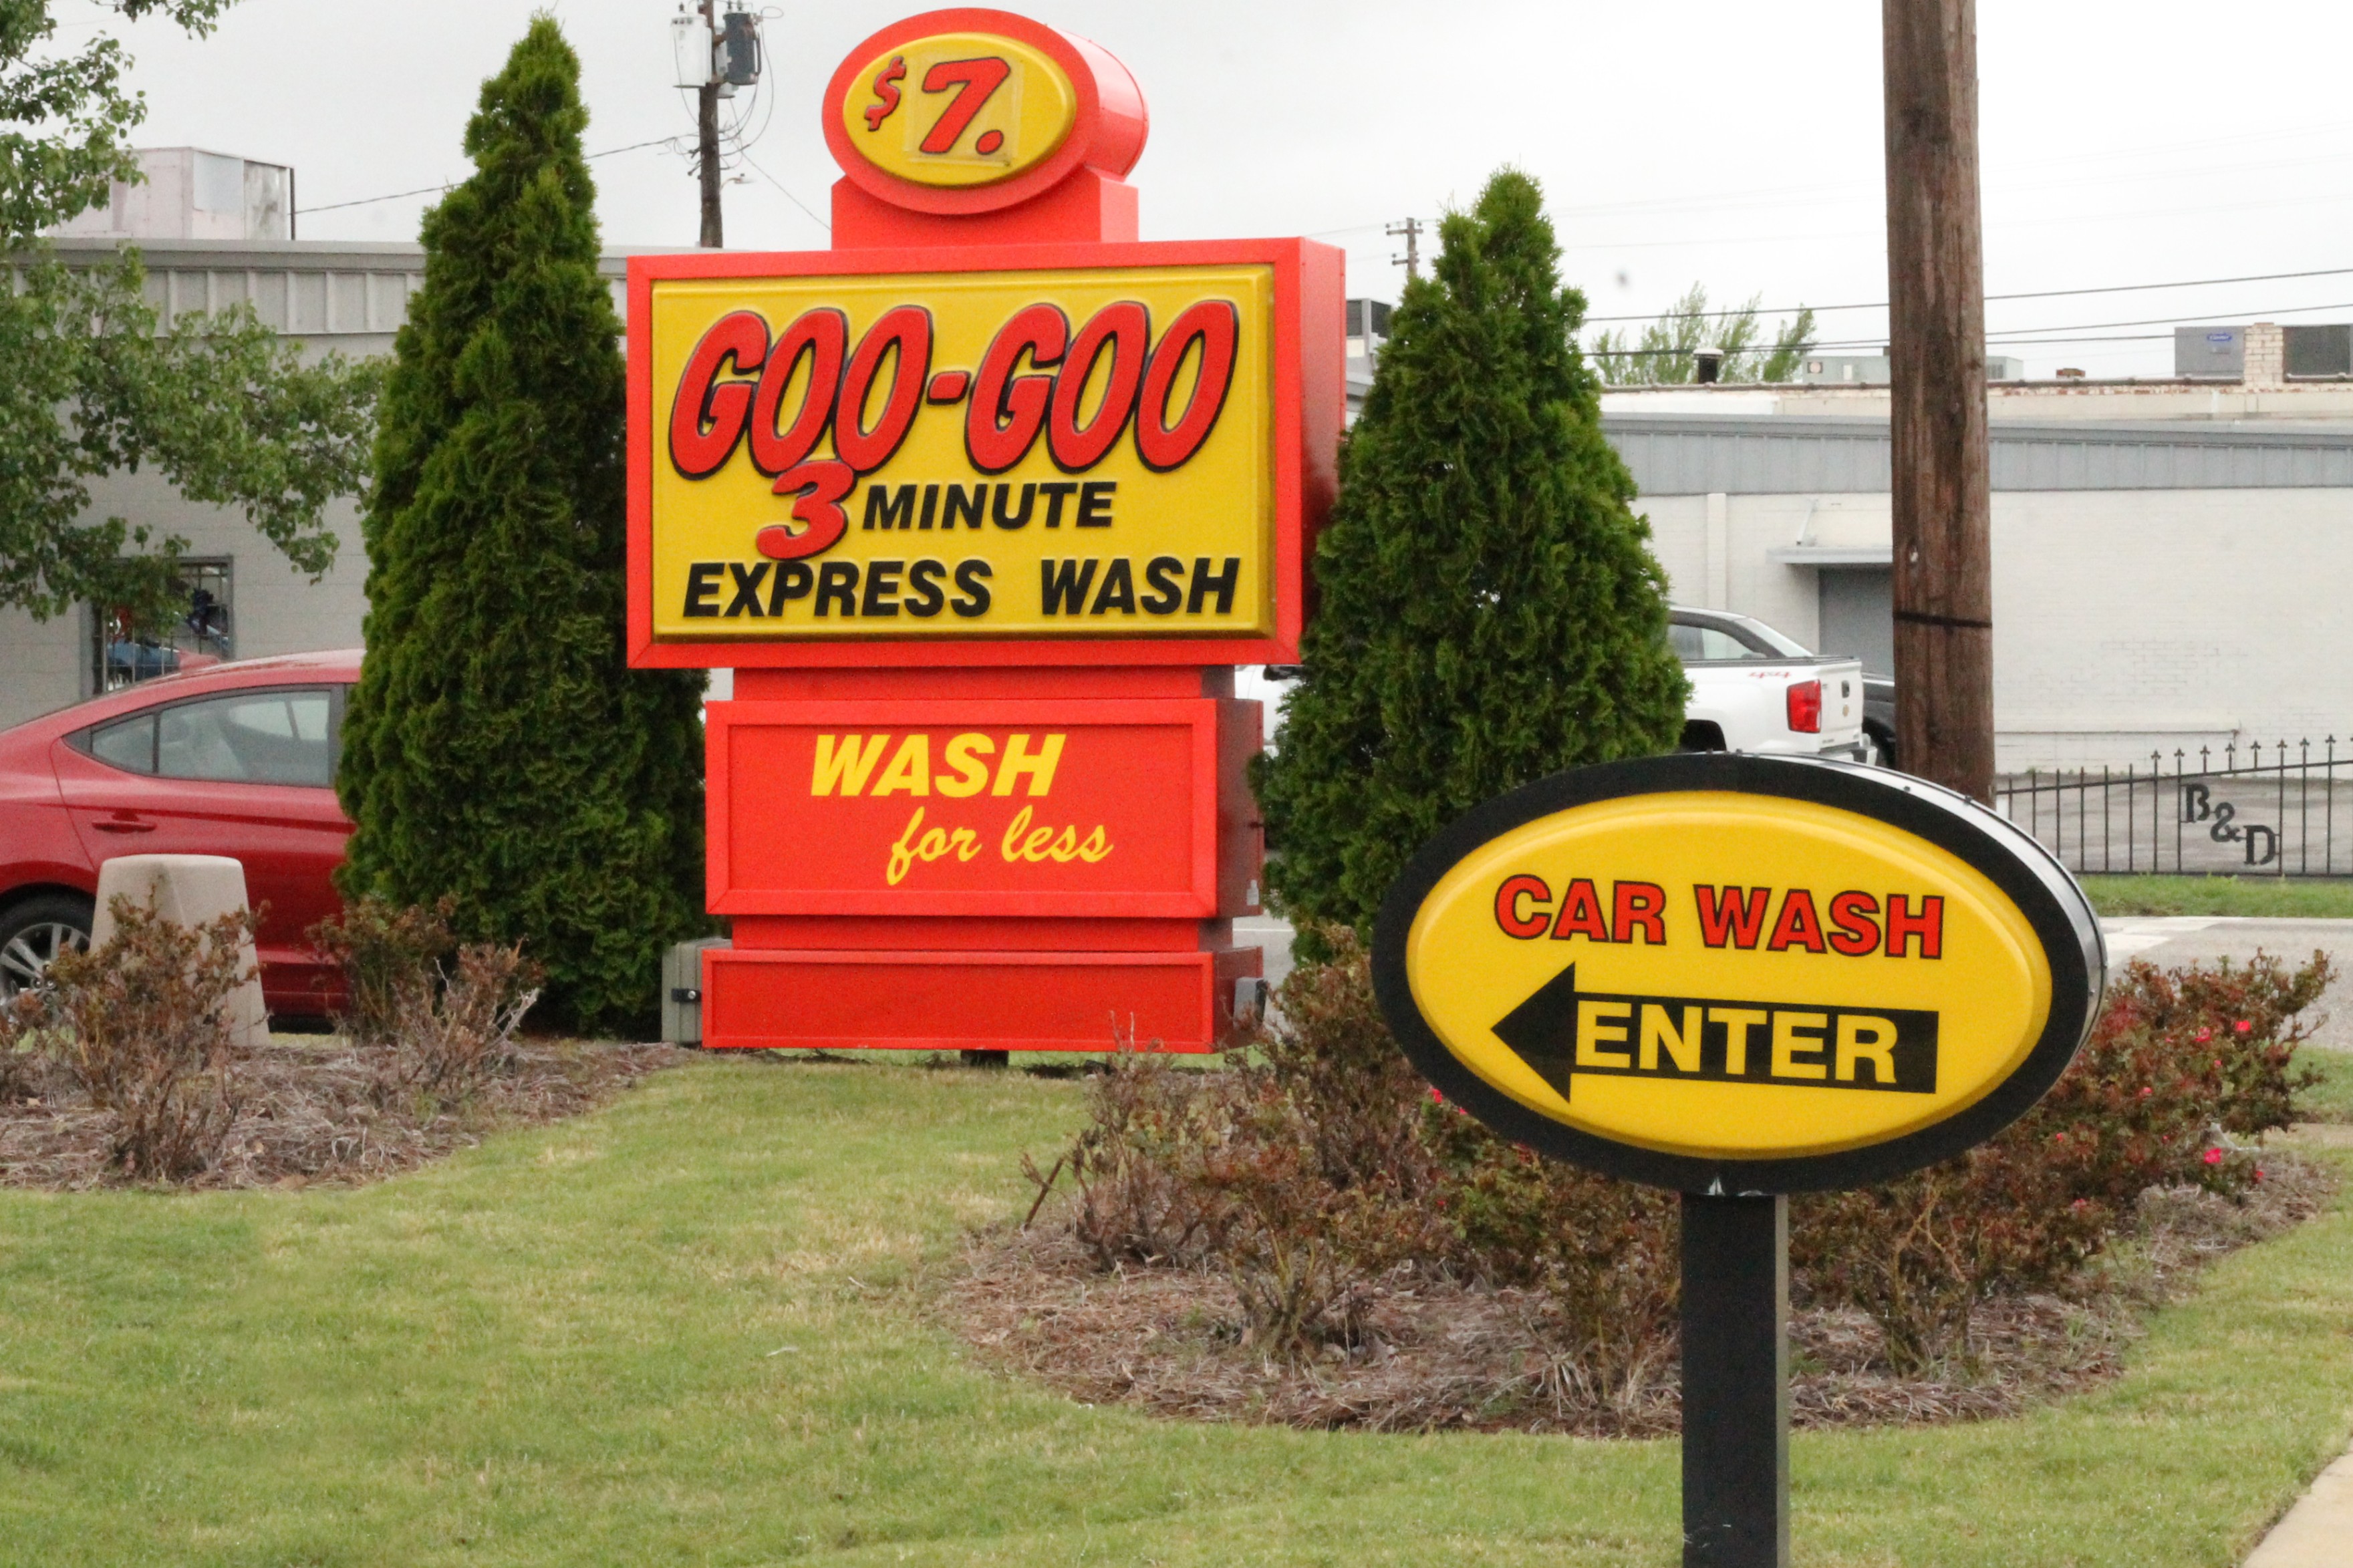 $7.
GOO-GOO
3 MINUTE
EXPRESS WASH
WASH
for less
CAR WASH
ENTER
B&D